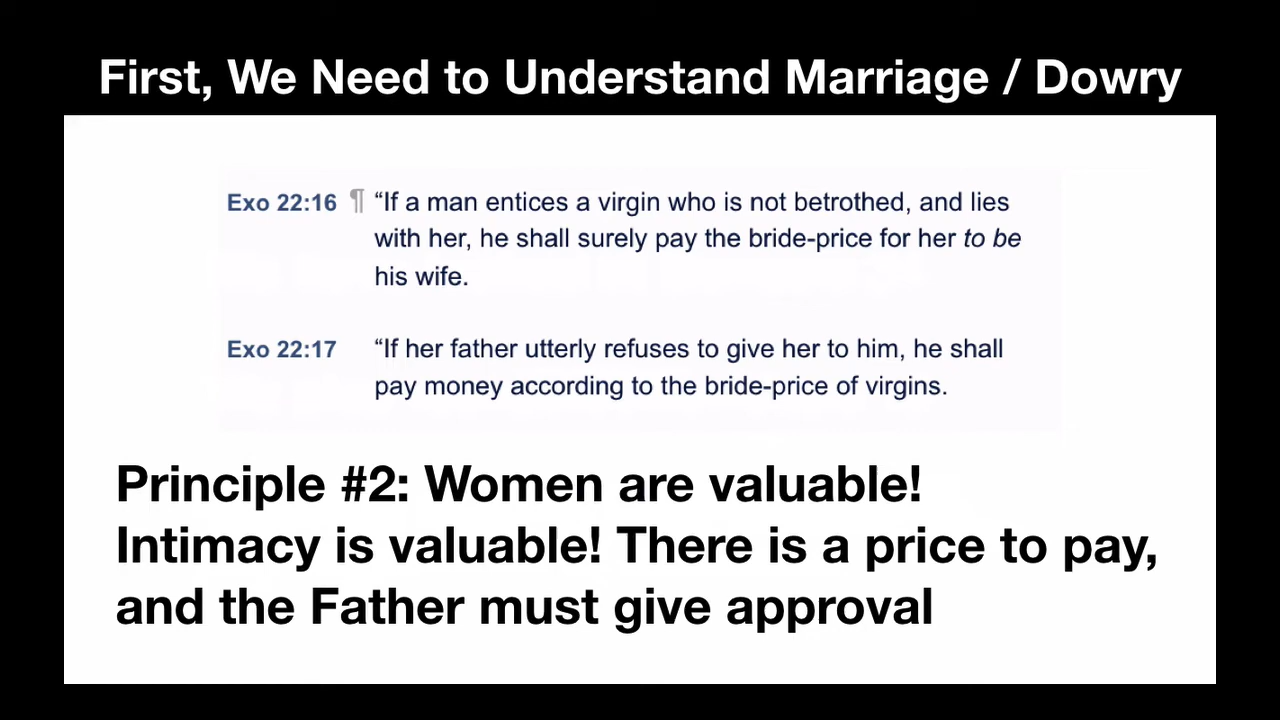 First, We Need to Understand Marriage / Dowry
Exo 22:16 ¶ “If a man entices a virgin who is not betrothed, and lies
with her, he shall surely pay the bride-price for her to be
his wife.
Exo 22:17 “If her father utterly refuses to give her to him, he shall
pay money according to the bride-price of virgins.
Principle #2: Women are valuable!
Intimacy is valuable! There is a price to pay,
and the Father must give approval